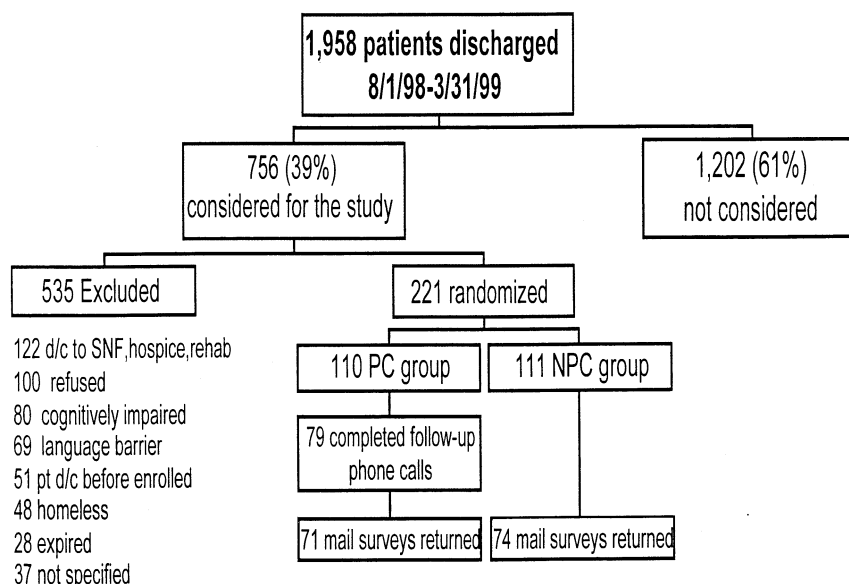 1,958 patients discharged
8/1/98-3/31/99
756 (39%)
considered for the study
1,202 (61%)
not considered
535 Excluded
221 randomized
122 d/c to SNF,hospice,rehab
100 refused
80 cognitively impaired
69 language barrier
51 pt d/c before enrolled
48 homeless
28 expired
37 not specified
110 PC group
111 NPC group
79 completed follow-up
phone calls
71 mail surveys returned
74 mail surveys returned